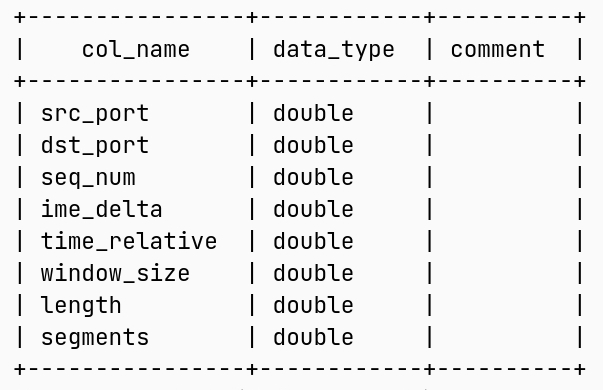 +-----------------+------------+----------+
|    col_name     | data_type  | comment  |
+-----------------+------------+----------+
| src_port        | double     |          |
| dst_port        | double     |          |
| seq_num         | double     |          |
| ime_delta       | double     |          |
| time_relative   | double     |          |
| window_size     | double     |          |
| length          | double     |          |
| segments        | double     |          |
+-----------------+------------+----------+